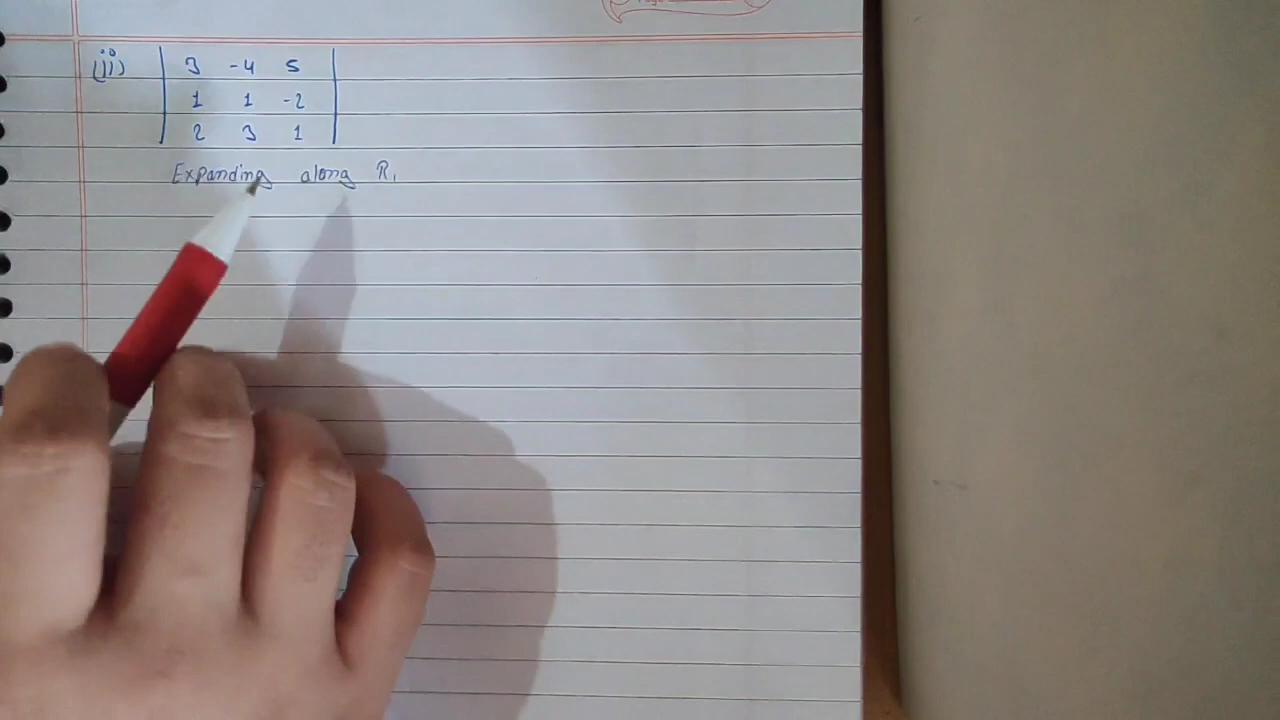 (ii) | 3 -4 5 |
| 1 1 -2 |
| 2 3 1 |
Expanding along R₁